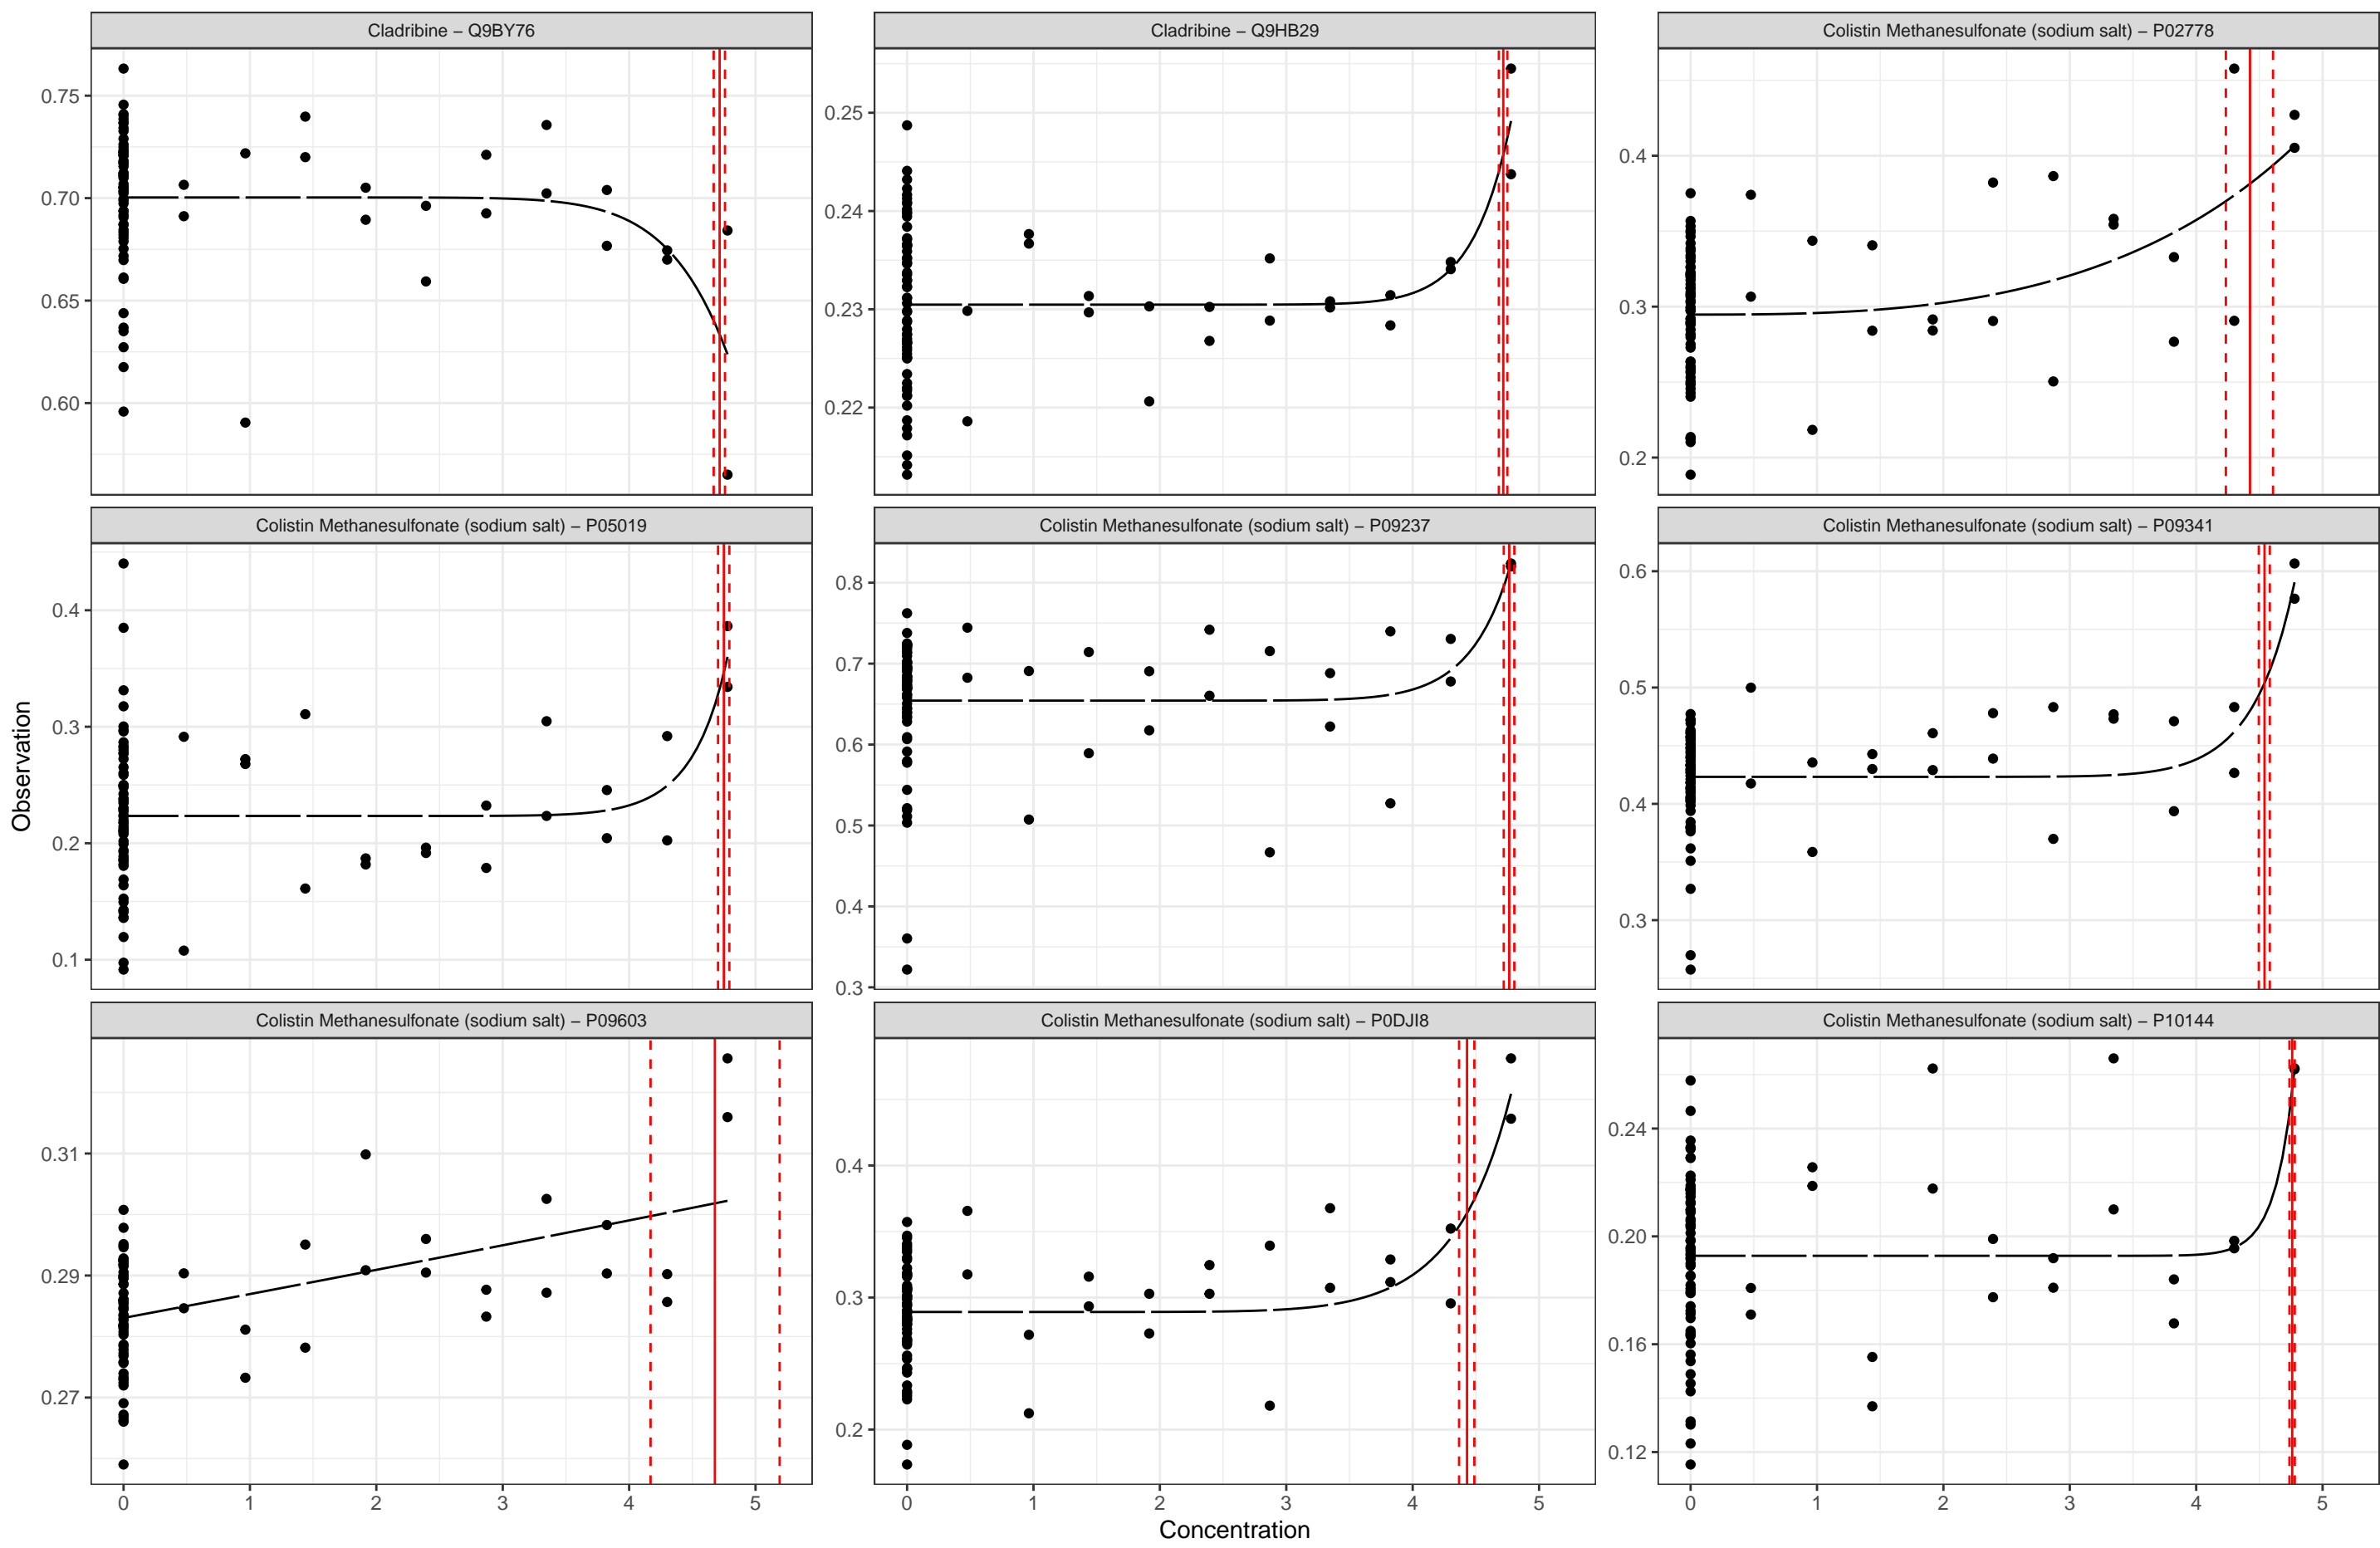 Cladribine – Q9BY76
Cladribine – Q9HB29
Colistin Methanesulfonate (sodium salt) – P02778
0.75
0.70
0.65
0.60
0.25
0.24
0.23
0.22
0.4
0.3
0.2
Colistin Methanesulfonate (sodium salt) – P05019
Colistin Methanesulfonate (sodium salt) – P09237
Colistin Methanesulfonate (sodium salt) – P09341
0.4
0.3
0.2
0.1
0.8
0.7
0.6
0.5
0.4
0.3
0.6
0.5
0.4
0.3
Observation
Colistin Methanesulfonate (sodium salt) – P09603
Colistin Methanesulfonate (sodium salt) – P0DJI8
Colistin Methanesulfonate (sodium salt) – P10144
0.31
0.29
0.27
0.4
0.3
0.2
0.24
0.20
0.16
0.12
0 1 2 3 4 5
0 1 2 3 4 5
0 1 2 3 4 5
Concentration